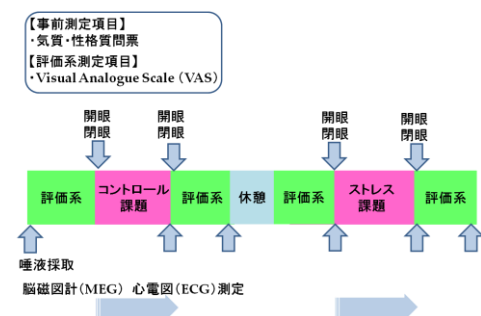 【事前測定項目】
・気質・性格質問票
【評価系測定項目】
・Visual Analogue Scale (VAS)
開眼
閉眼
開眼
閉眼
開眼
閉眼
開眼
閉眼
評価系
コントロール
課題
評価系
休憩
評価系
ストレス
課題
評価系
唾液採取
脳磁図計(MEG) 心電図(ECG)測定